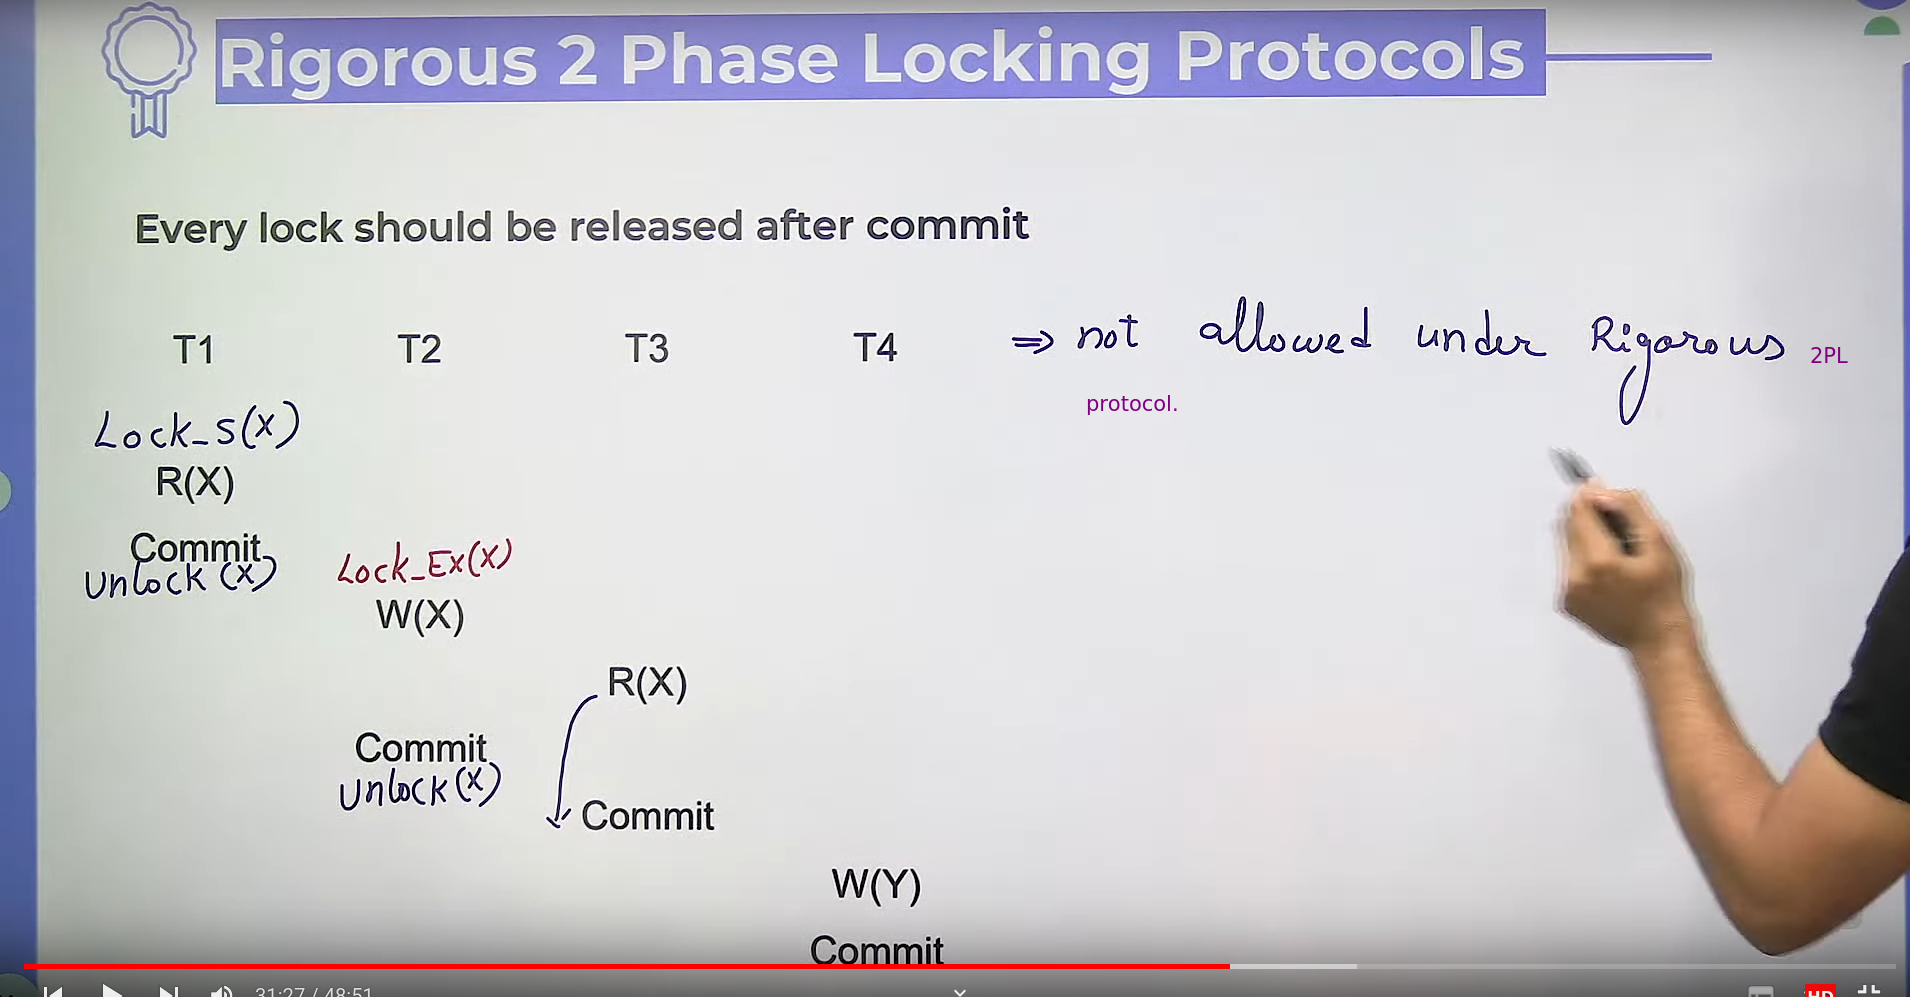 Rigorous 2 Phase Locking Protocols
Every lock should be released after commit
T1 T2 T3 T4 ⇒ not allowed under Rigorous 2PL
protocol.
Lock_S(X)
R(X)
Commit
Unlock (X) Lock_Ex(X)
W(X)
R(X)
Commit
Unlock(X)
Commit
W(Y)
Commit
31:27 / 48:51
HD